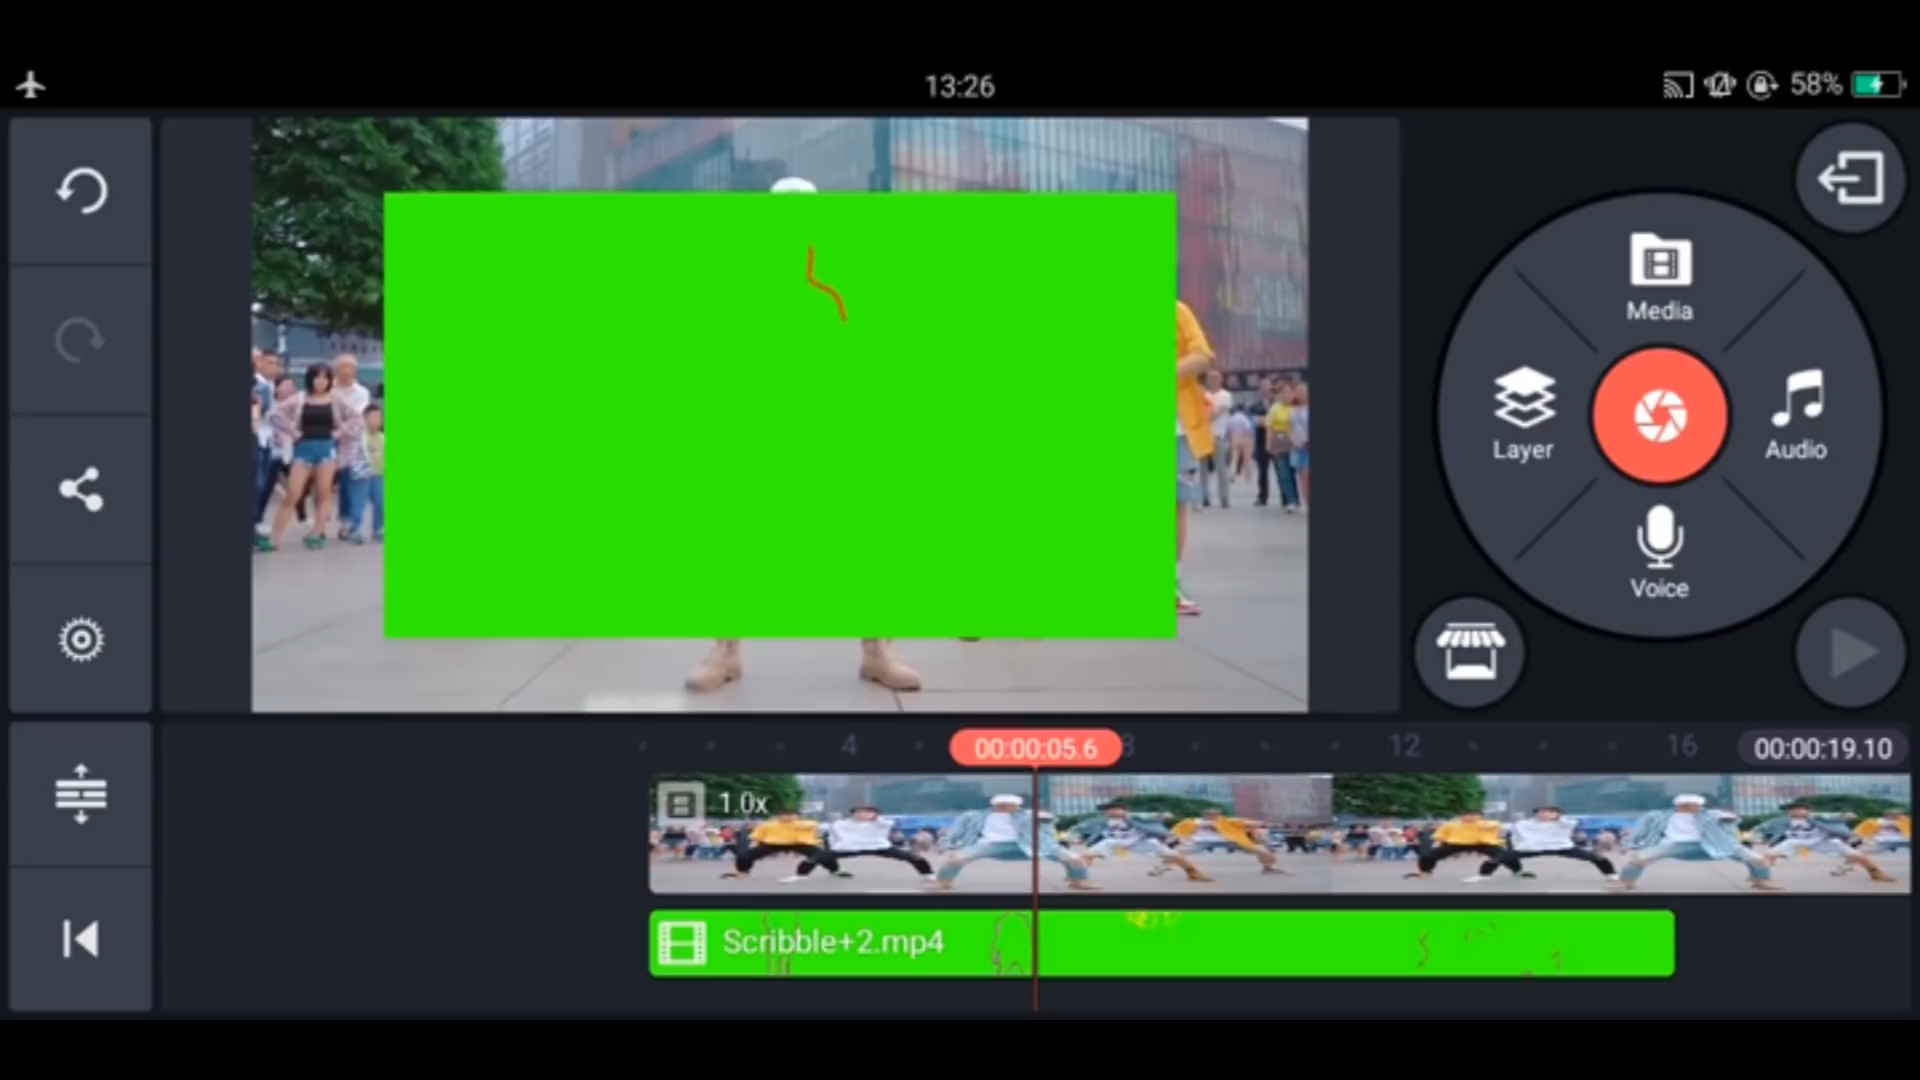 13:26
58%
Media
Layer
Audio
Voice
4
00:00:05.6
8
12
16
00:00:19.10
1.0x
Scribble+2.mp4